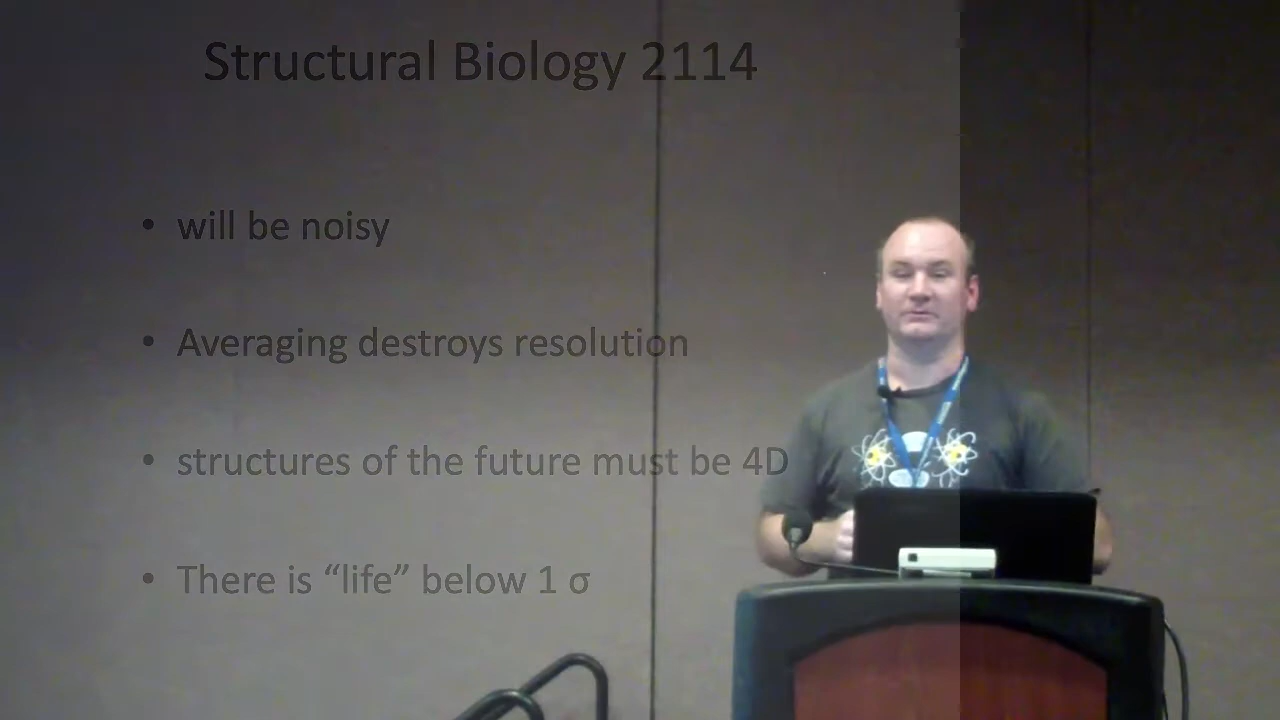 Structural Biology 2114
• will be noisy
• Averaging destroys resolution
• structures of the future must be 4D
• There is “life” below 1 σ